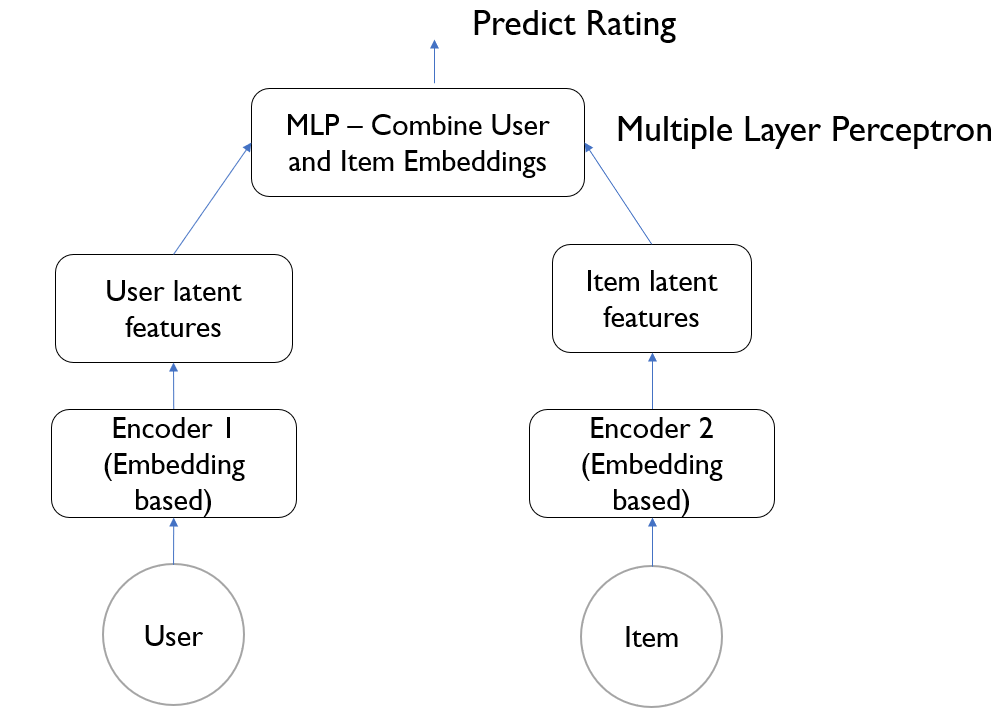 Predict Rating
MLP – Combine User
and Item Embeddings
Multiple Layer Perceptron
User latent
features
Item latent
features
Encoder 1
(Embedding
based)
Encoder 2
(Embedding
based)
User
Item